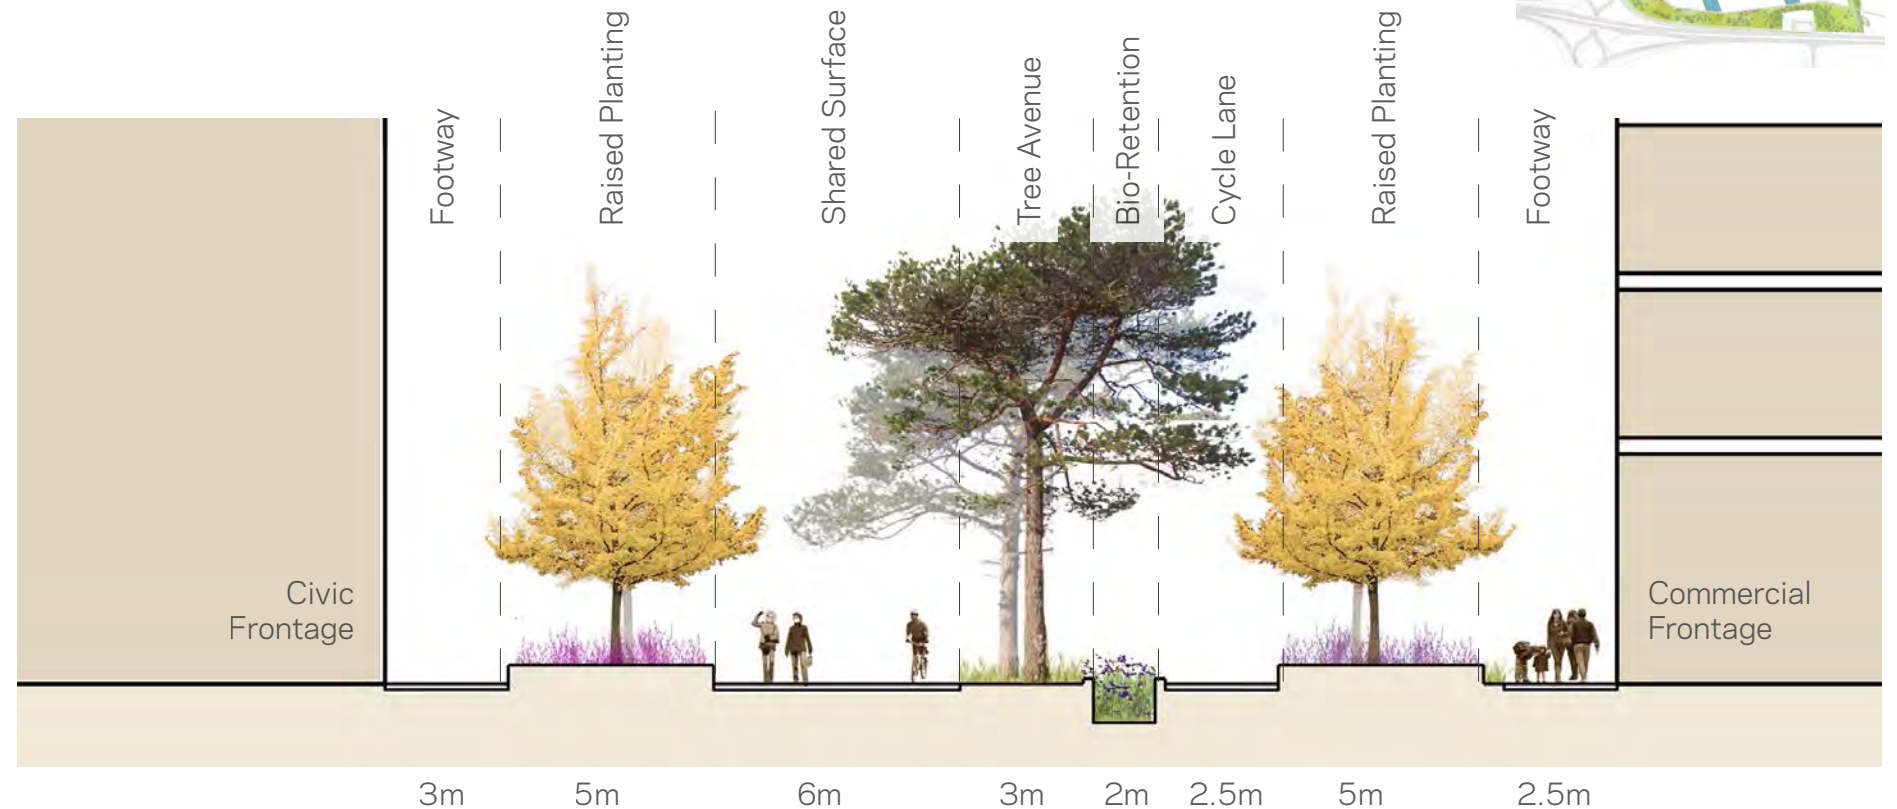 Footway
Raised Planting
Shared Surface
Tree Avenue
Bio-Retention
Cycle Lane
Raised Planting
Footway
Civic
Frontage
Commercial
Frontage
3m
5m
6m
3m
2m
2.5m
5m
2.5m